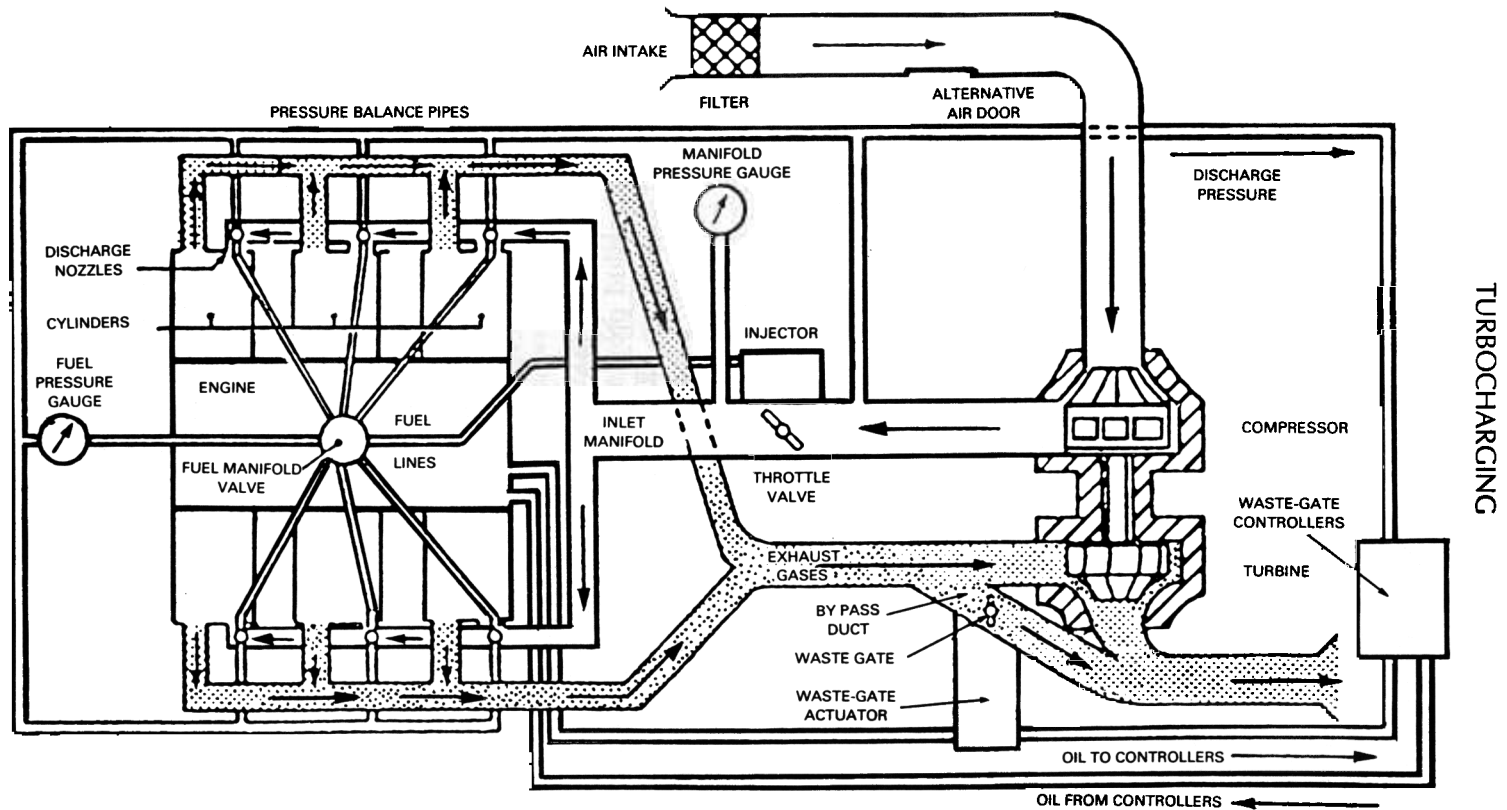 AIR INTAKE
FILTER
ALTERNATIVE
AIR DOOR
PRESSURE BALANCE PIPES
MANIFOLD
PRESSURE GAUGE
DISCHARGE
PRESSURE
DISCHARGE
NOZZLES
CYLINDERS
INJECTOR
FUEL
PRESSURE
GAUGE
ENGINE
FUEL
LINES
INLET
MANIFOLD
FUEL MANIFOLD
VALVE
THROTTLE
VALVE
COMPRESSOR
WASTE-GATE
CONTROLLERS
EXHAUST
GASES
TURBINE
BY PASS
DUCT
WASTE GATE
WASTE-GATE
ACTUATOR
OIL TO CONTROLLERS
OIL FROM CONTROLLERS
TURBOCHARGING